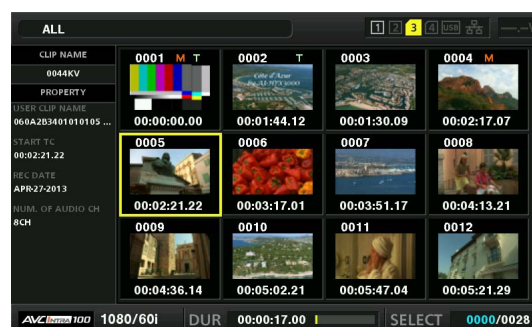 ALL
1 2 3 4 USB
CLIP NAME
0044KV
PROPERTY
USER CLIP NAME
060A2B3401010105 ...
START TC
00:02:21.22
REC DATE
APR-27-2013
NUM. OF AUDIO CH
8CH
0001 M T
00:00:00.00
0002 T
Côte d'Azur
By AJ-HPX3000
00:01:44.12
0003
00:01:30.09
0004 M
00:02:17.07
0005
00:02:21.22
0006
00:03:17.01
0007
00:03:51.17
0008
00:04:13.21
0009
00:04:36.14
0010
00:05:02.21
0011
00:05:47.04
0012
00:05:21.29
AVC INTRA 100 1080/60i DUR 00:00:17.00 SELECT 0000/0028